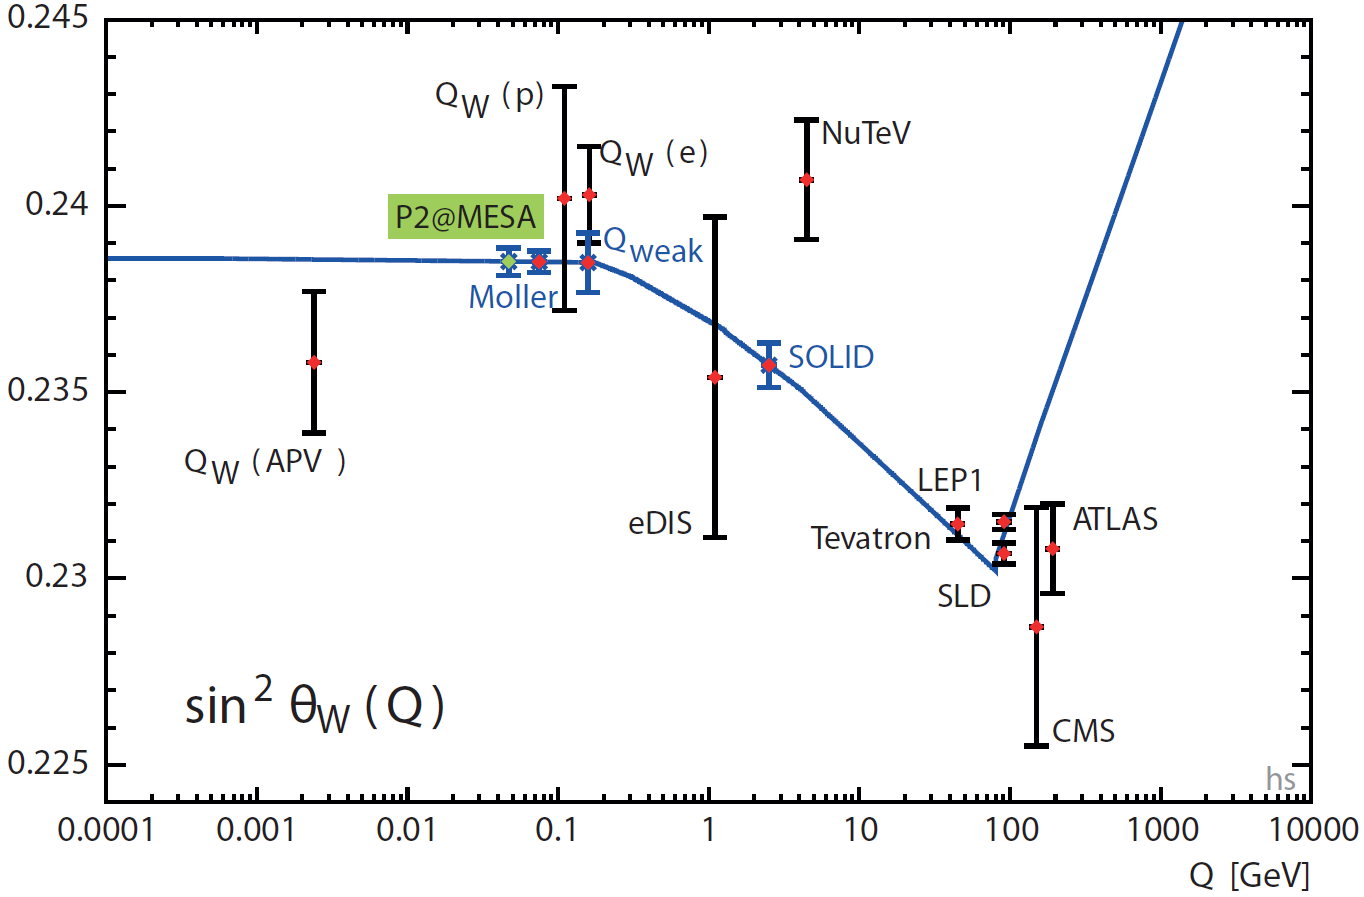 0.245
Q_W (p)
NuTeV
Q_W (e)
0.24
P2@MESA
Q_weak
Moller
SOLID
0.235
Q_W (APV )
LEP1
eDIS
Tevatron
ATLAS
0.23
SLD
sin² θ_W (Q)
CMS
0.225
hs
0.0001 0.001 0.01 0.1 1 10 100 1000 10000
Q [GeV]